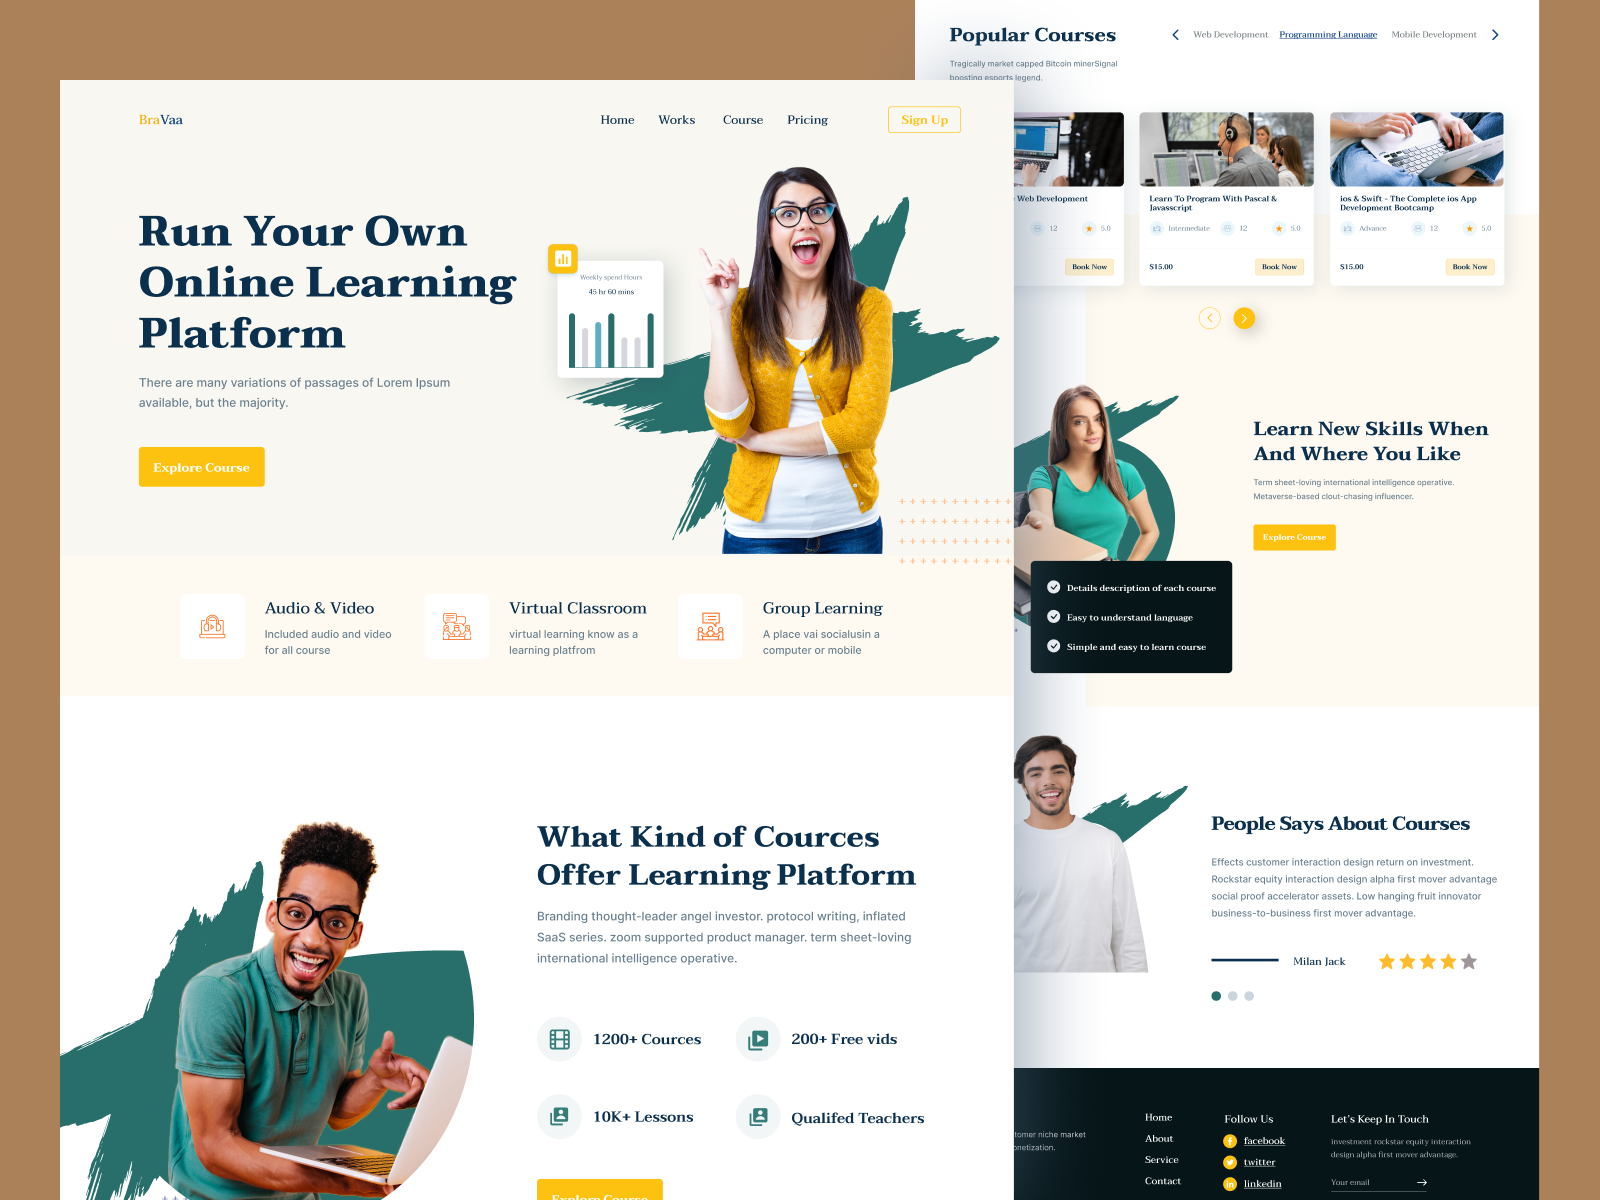 BraVaa
Home Works Course Pricing Sign Up
Run Your Own
Online Learning
Platform
There are many variations of passages of Lorem Ipsum
available, but the majority.
Explore Course
Weekly spend Hours
45 hr 60 mins
Audio & Video
Included audio and video
for all course
Virtual Classroom
virtual learning know as a
learning platfrom
Group Learning
A place vai socialusin a
computer or mobile
What Kind of Cources
Offer Learning Platform
Branding thought-leader angel investor. protocol writing, inflated
SaaS series. zoom supported product manager. term sheet-loving
international intelligence operative.
1200+ Cources
200+ Free vids
10K+ Lessons
Qualifed Teachers
Explore Course
Popular Courses
Web Development Programming Language Mobile Development
Tragically market capped Bitcoin minerSignal
boosting esports legend.
Web Development
12 5.0
Book Now
Learn To Program With Pascal &
Javasscript
Intermediate 12 5.0
$15.00 Book Now
ios & Swift - The Complete ios App
Development Bootcamp
Advance 12 5.0
$15.00 Book Now
Learn New Skills When
And Where You Like
Term sheet-loving international intelligence operative.
Metaverse-based clout-chasing influencer.
Explore Course
Details description of each course
Easy to understand language
Simple and easy to learn course
People Says About Courses
Effects customer interaction design return on investment.
Rockstar equity interaction design alpha first mover advantage
social proof accelerator assets. Low hanging fruit innovator
business-to-business first mover advantage.
Milan Jack
tomer niche market
onetization.
Home
About
Service
Contact
Follow Us
facebook
twitter
linkedin
Let's Keep In Touch
investment rockstar equity interaction
design alpha first mover advantage.
Your email